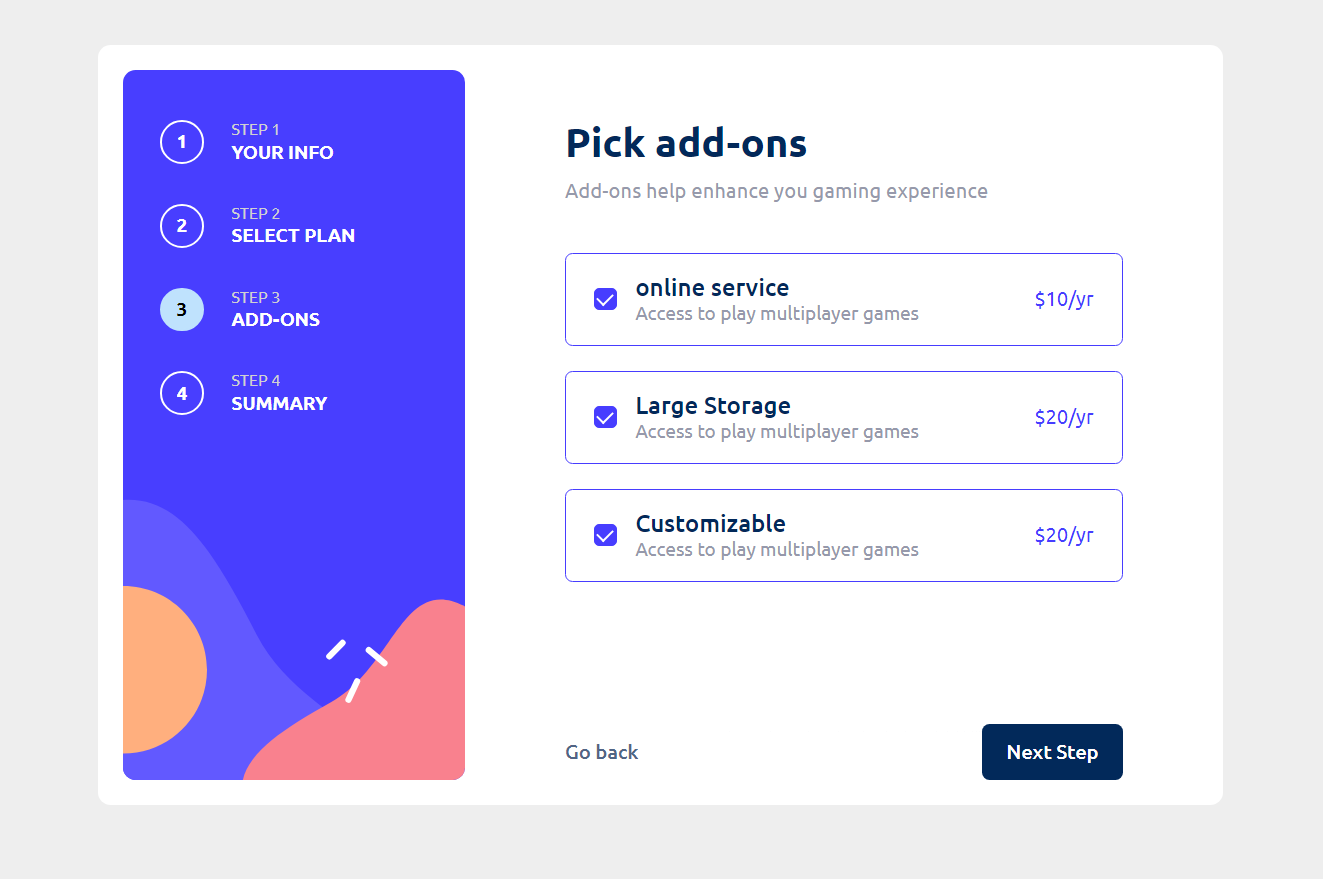 1
STEP 1
YOUR INFO
2
STEP 2
SELECT PLAN
3
STEP 3
ADD-ONS
4
STEP 4
SUMMARY
Pick add-ons
Add-ons help enhance you gaming experience
online service
Access to play multiplayer games
$10/yr
Large Storage
Access to play multiplayer games
$20/yr
Customizable
Access to play multiplayer games
$20/yr
Go back
Next Step